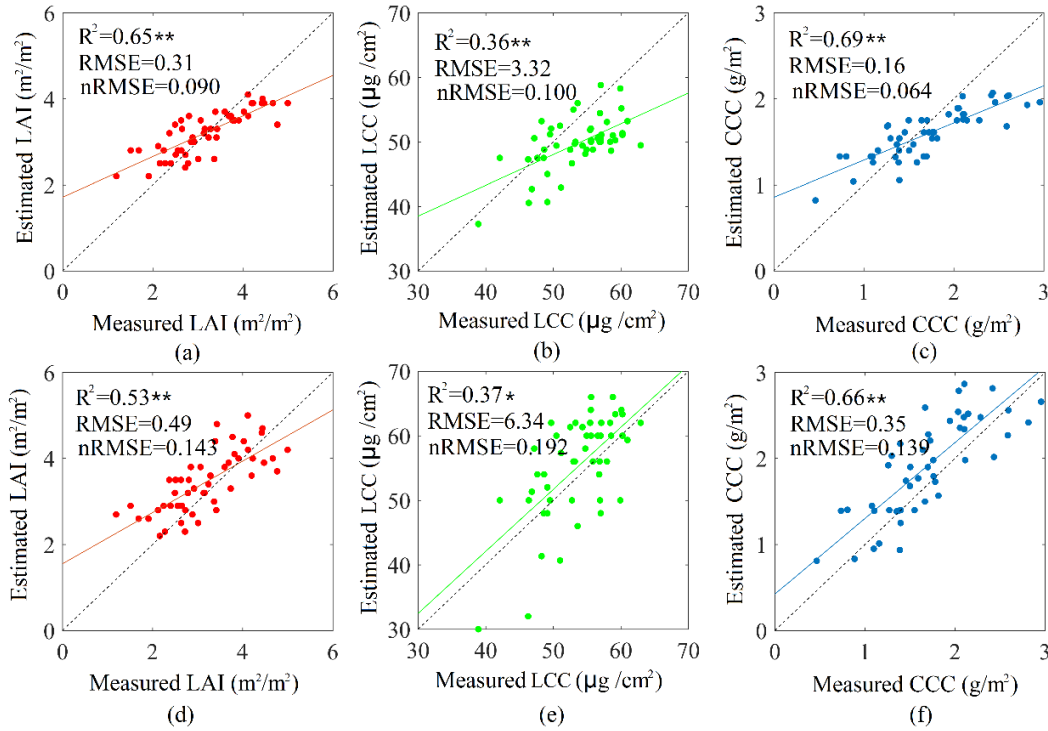 Estimated LAI (m²/m²)
6
4
2
0
R²=0.65**
RMSE=0.31
nRMSE=0.090
0 2 4 6
Measured LAI (m²/m²)
(a)
Estimated LCC (μg /cm²)
70
60
50
40
30
R²=0.36**
RMSE=3.32
nRMSE=0.100
30 40 50 60 70
Measured LCC (μg /cm²)
(b)
Estimated CCC (g/m²)
3
2
1
0
R²=0.69**
RMSE=0.16
nRMSE=0.064
0 1 2 3
Measured CCC (g/m²)
(c)
Estimated LAI (m²/m²)
6
4
2
0
R²=0.53**
RMSE=0.49
nRMSE=0.143
0 2 4 6
Measured LAI (m²/m²)
(d)
Estimated LCC (μg /cm²)
70
60
50
40
30
R²=0.37*
RMSE=6.34
nRMSE=0.192
30 40 50 60 70
Measured LCC (μg /cm²)
(e)
Estimated CCC (g/m²)
3
2
1
0
R²=0.66**
RMSE=0.35
nRMSE=0.139
0 1 2 3
Measured CCC (g/m²)
(f)